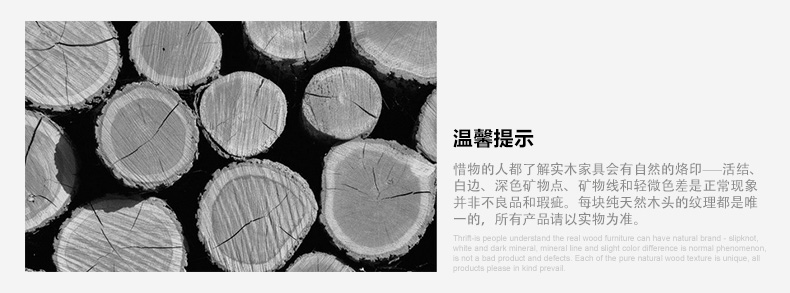 温馨提示
惜物的人都了解实木家具会有自然的烙印——活结、
白边、深色矿物点、矿物线和轻微色差是正常现象
并非不良品和瑕疵。每块纯天然木头的纹理都是唯
一的，所有产品请以实物为准。
Thrift-is people understand the real wood furniture can have natural brand - slipknot,
white and dark mineral, mineral line and slight color difference is normal phenomenon,
is not a bad product and defects. Each of the pure natural wood texture is unique, all
products please in kind prevail.